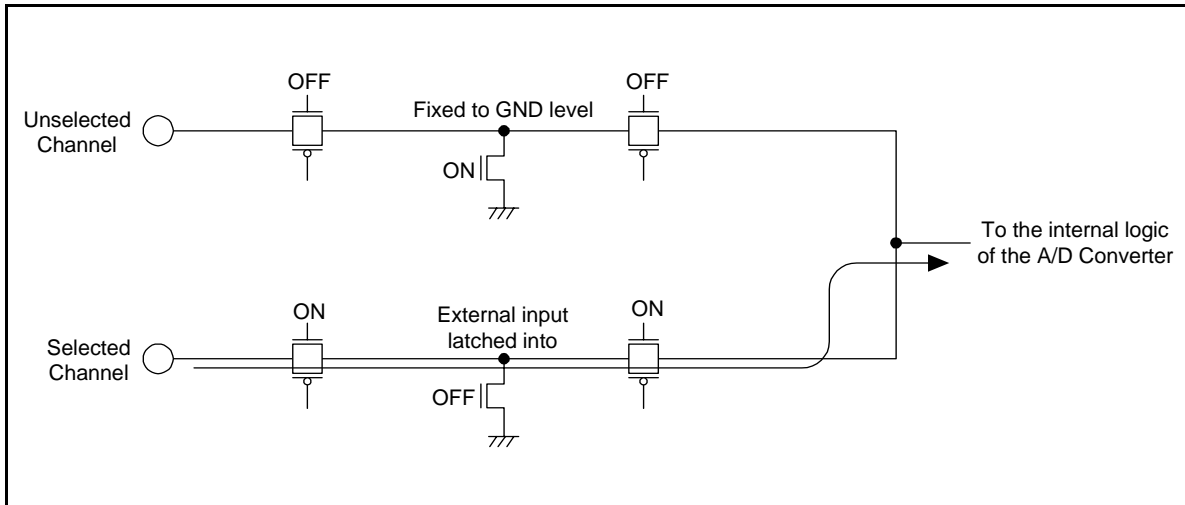 OFF
OFF
Unselected
Channel
Fixed to GND level
ON
To the internal logic
of the A/D Converter
ON
External input
latched into
ON
Selected
Channel
OFF